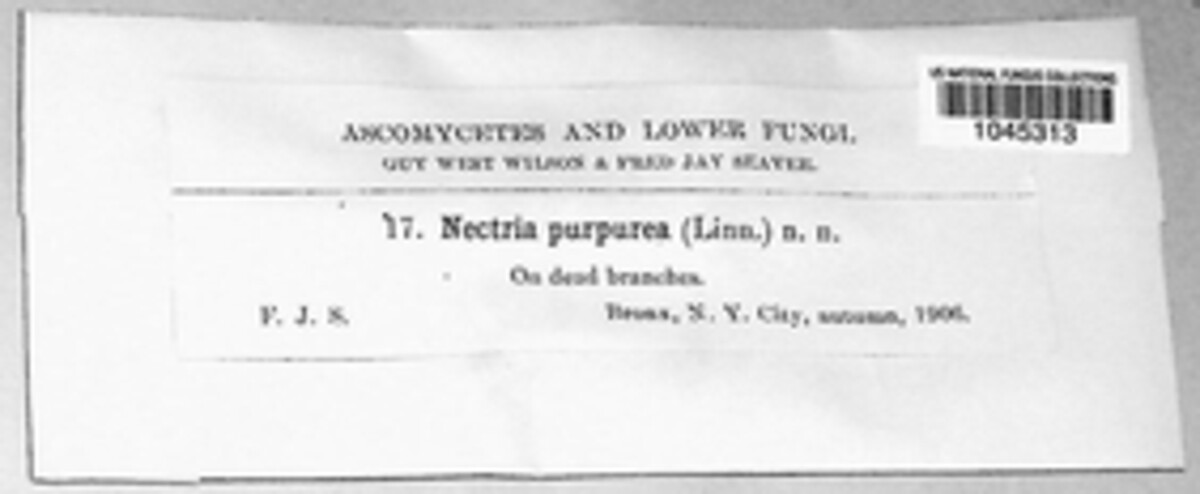 US NATIONAL FUNGUS COLLECTIONS
1045313
ASCOMYCETES AND LOWER FUNGI.
GUY WEST WILSON & FRED JAY SEAVER.
17. Nectria purpurea (Linn.) n. n.
On dead branches.
F. J. S. Bronx, N. Y. City, autumn, 1906.